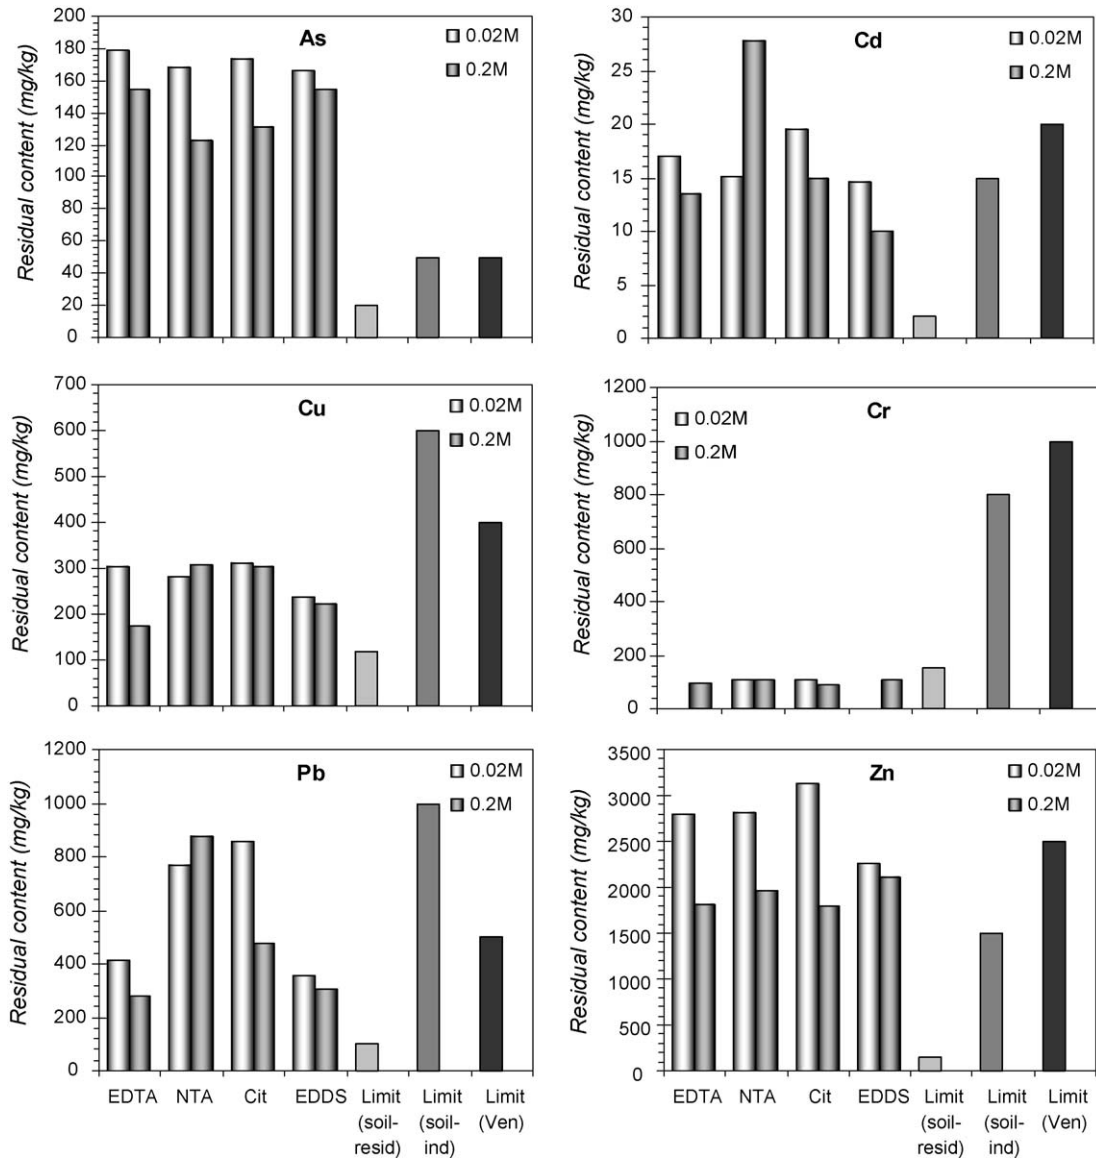 As
0.02M
0.2M
Residual content (mg/kg)
200
180
160
140
120
100
80
60
40
20
0
Cd
0.02M
0.2M
Residual content (mg/kg)
30
25
20
15
10
5
0
Cu
0.02M
0.2M
Residual content (mg/kg)
700
600
500
400
300
200
100
0
Cr
0.02M
0.2M
Residual content (mg/kg)
1200
1000
800
600
400
200
0
Pb
0.02M
0.2M
Residual content (mg/kg)
1200
1000
800
600
400
200
0
EDTA NTA Cit EDDS Limit Limit Limit
(soil- (soil- (Ven)
resid) ind)
Zn
0.02M
0.2M
Residual content (mg/kg)
3500
3000
2500
2000
1500
1000
500
0
EDTA NTA Cit EDDS Limit Limit Limit
(soil- (soil- (Ven)
resid) ind)